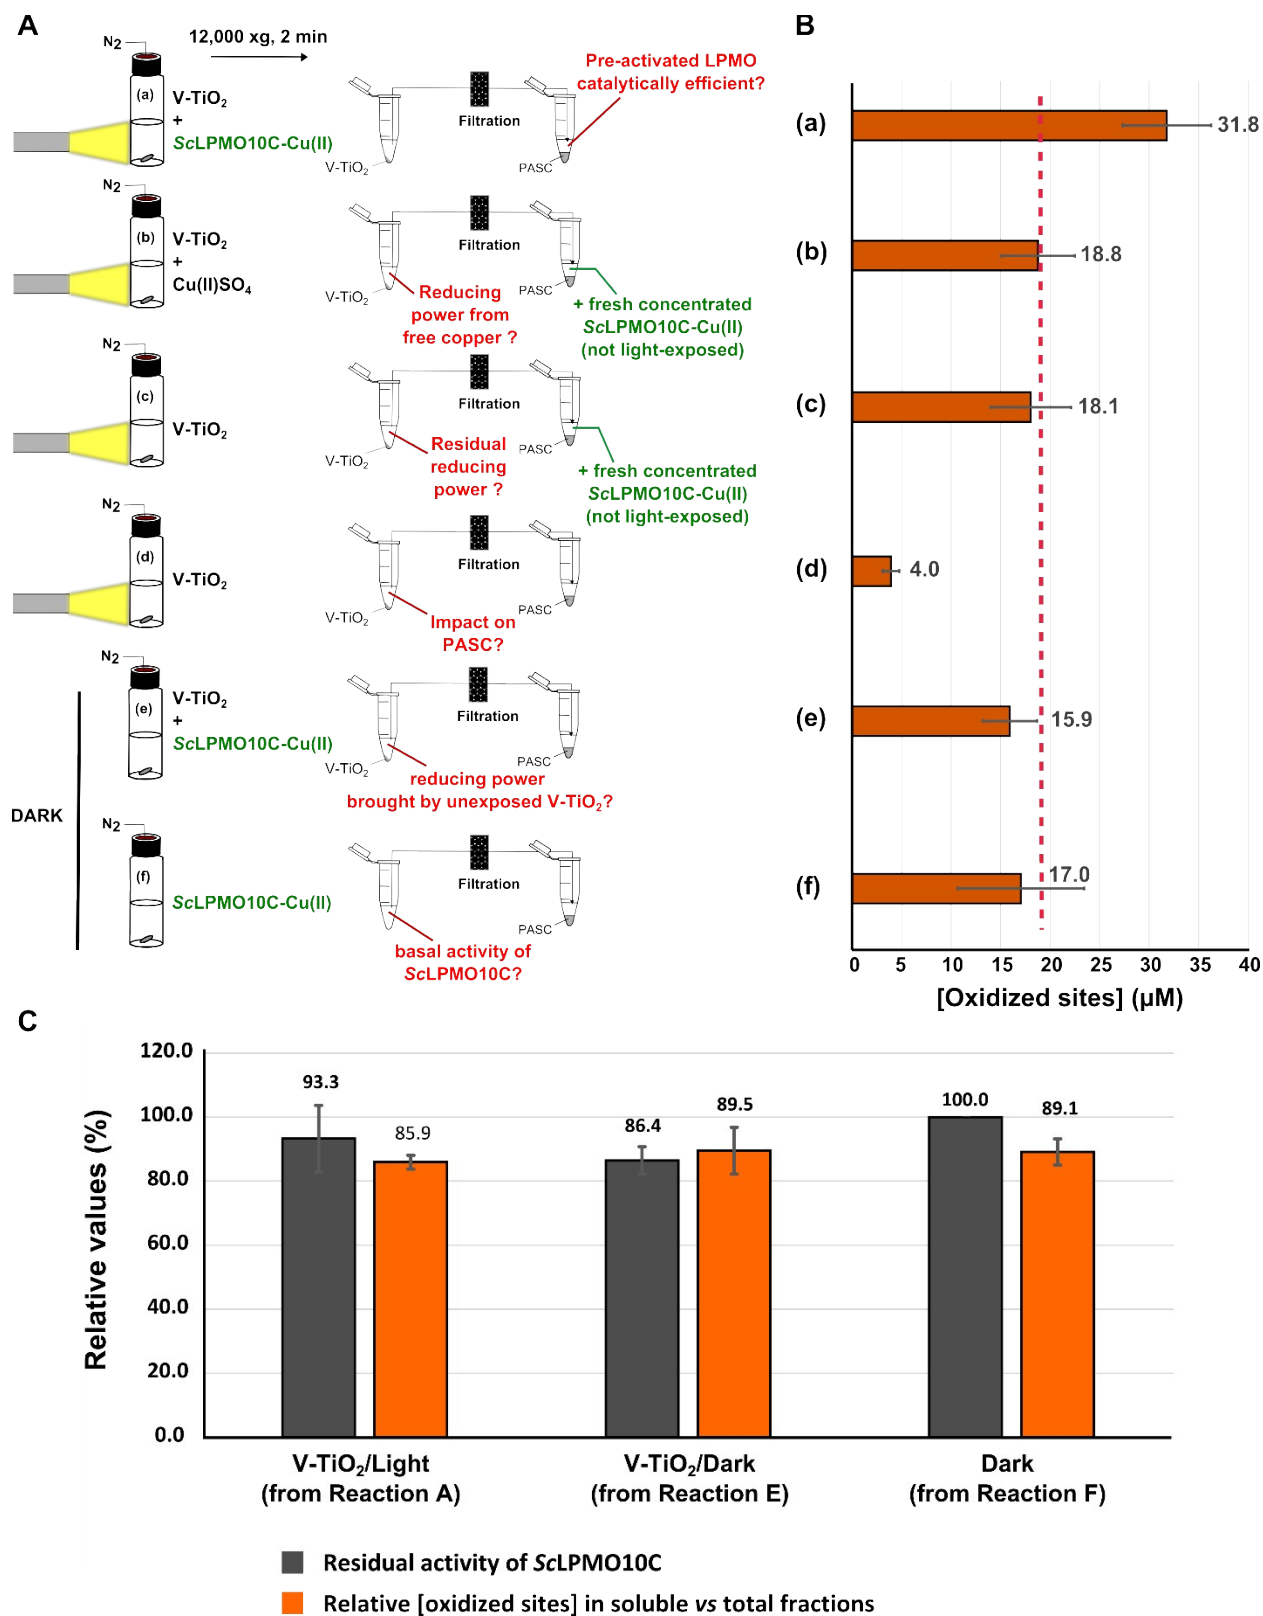 A
N2
12,000 xg, 2 min
(a)
V-TiO2
+
ScLPMO10C-Cu(II)
V-TiO2
Filtration
PASC
Pre-activated LPMO
catalytically efficient?
N2
(b)
V-TiO2
+
Cu(II)SO4
V-TiO2
Filtration
PASC
Reducing
power from
free copper ?
+ fresh concentrated
ScLPMO10C-Cu(II)
(not light-exposed)
N2
(c)
V-TiO2
V-TiO2
Filtration
PASC
Residual
reducing
power ?
+ fresh concentrated
ScLPMO10C-Cu(II)
(not light-exposed)
N2
(d)
V-TiO2
V-TiO2
Filtration
PASC
Impact on
PASC?
DARK
N2
(e)
V-TiO2
+
ScLPMO10C-Cu(II)
V-TiO2
Filtration
PASC
reducing power
brought by unexposed V-TiO2?
N2
(f)
ScLPMO10C-Cu(II)
Filtration
PASC
basal activity of
ScLPMO10C?
B
(a) 31.8
(b) 18.8
(c) 18.1
(d) 4.0
(e) 15.9
(f) 17.0
0 5 10 15 20 25 30 35 40
[Oxidized sites] (µM)
C
Relative values (%)
120.0
100.0
80.0
60.0
40.0
20.0
0.0
93.3 85.9 86.4 89.5 100.0 89.1
V-TiO2/Light
(from Reaction A)
V-TiO2/Dark
(from Reaction E)
Dark
(from Reaction F)
Residual activity of ScLPMO10C
Relative [oxidized sites] in soluble vs total fractions